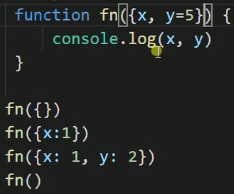 function fn({x, y=5}) {
    console.log(x, y)
}
fn({})
fn({x:1})
fn({x: 1, y: 2})
fn()